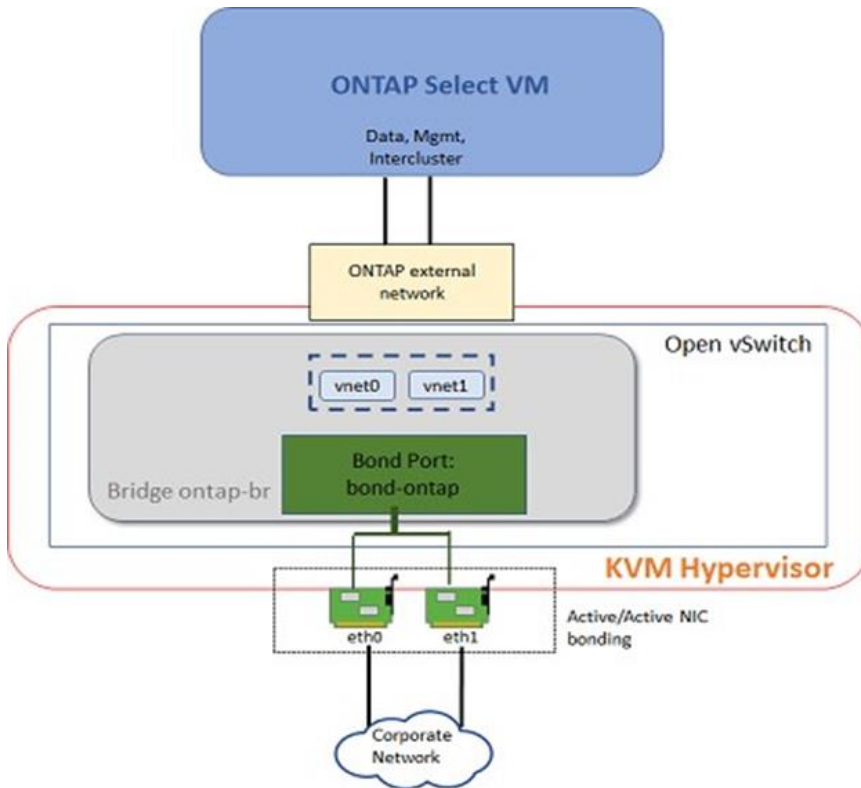 ONTAP Select VM
Data, Mgmt,
Intercluster
ONTAP external
network
Open vSwitch
vnet0
vnet1
Bond Port:
bond-ontap
Bridge ontap-br
KVM Hypervisor
eth0
eth1
Active/Active NIC
bonding
Corporate
Network